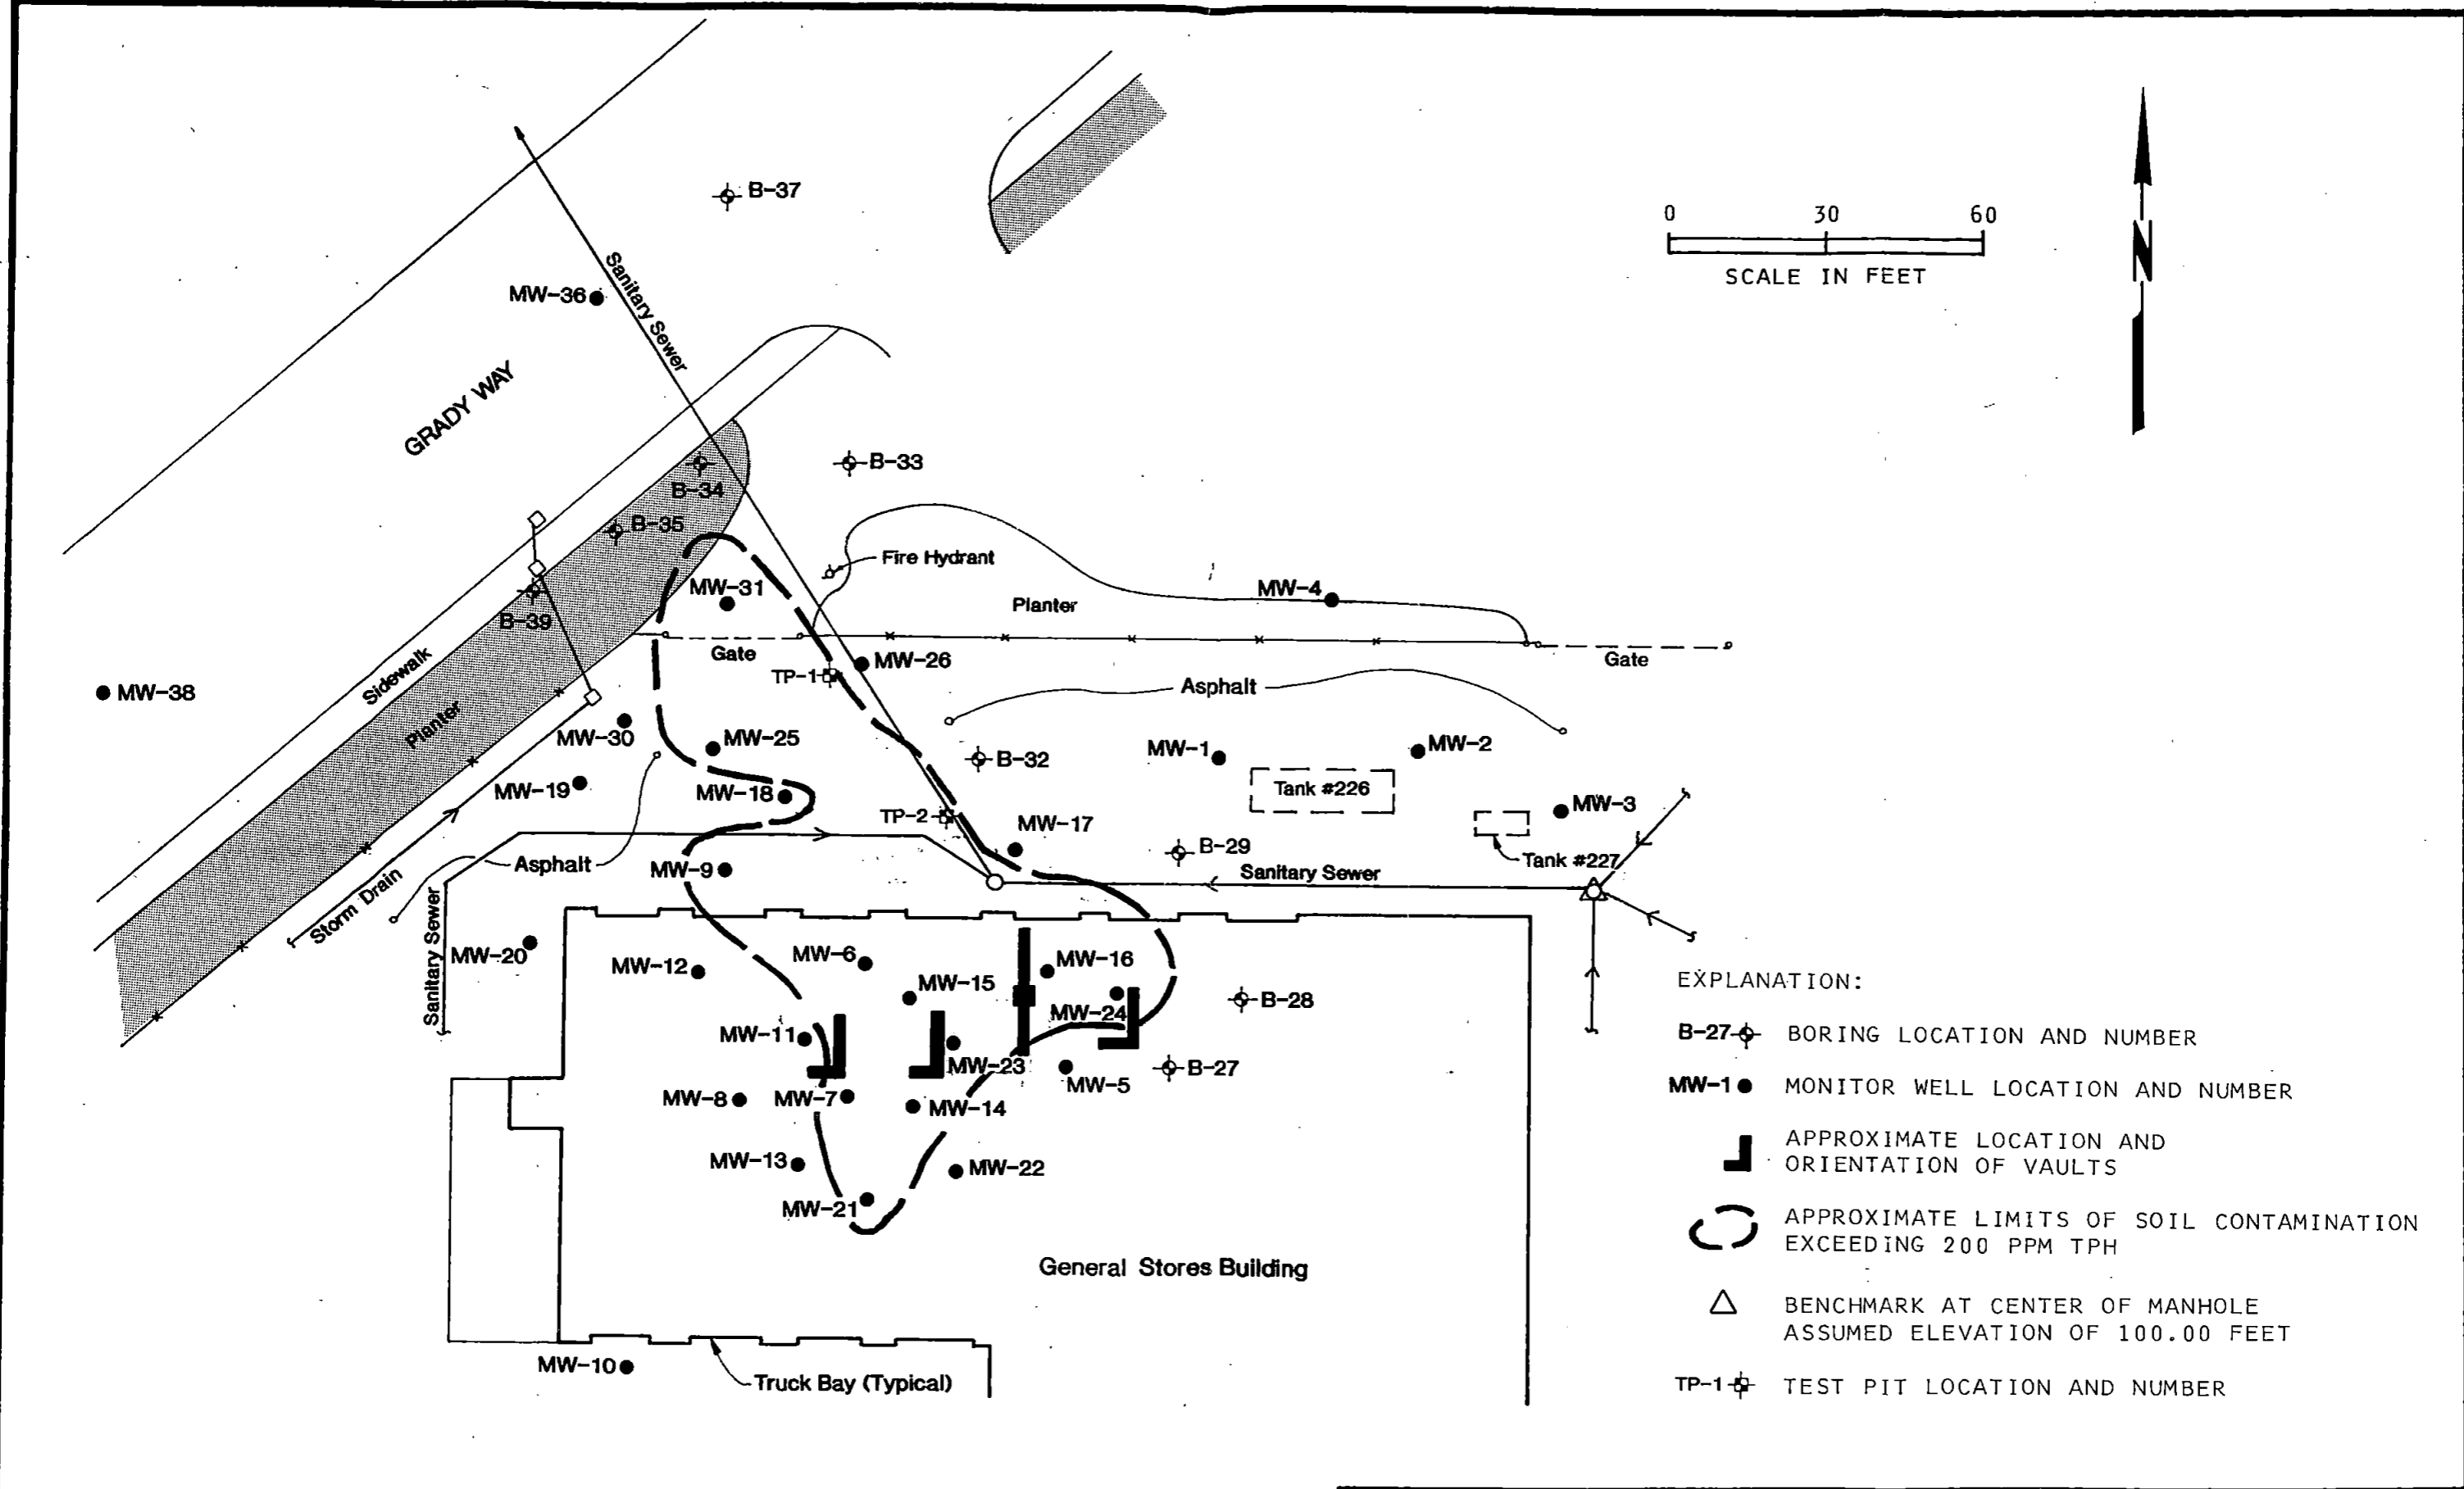 B-37
0 30 60
SCALE IN FEET
N
Sanitary Sewer
MW-36
GRADY WAY
B-33
B-34
B-35
Fire Hydrant
MW-31
MW-4
Planter
B-39
Gate
MW-26
Gate
TP-1
Sidewalk
Asphalt
MW-38
Planter
MW-30
MW-25
B-32
MW-1
MW-2
Tank #226
MW-19
MW-18
MW-3
TP-2
MW-17
B-29
Tank #227
Asphalt
MW-9
Sanitary Sewer
Storm Drain
Sanitary Sewer
MW-20
MW-12
MW-6
MW-16
MW-15
B-28
MW-24
MW-11
MW-23
B-27
MW-5
MW-8
MW-7
MW-14
MW-13
MW-22
MW-21
General Stores Building
MW-10
Truck Bay (Typical)
EXPLANATION:
B-27 BORING LOCATION AND NUMBER
MW-1 MONITOR WELL LOCATION AND NUMBER
APPROXIMATE LOCATION AND
ORIENTATION OF VAULTS
APPROXIMATE LIMITS OF SOIL CONTAMINATION
EXCEEDING 200 PPM TPH
BENCHMARK AT CENTER OF MANHOLE
ASSUMED ELEVATION OF 100.00 FEET
TP-1 TEST PIT LOCATION AND NUMBER